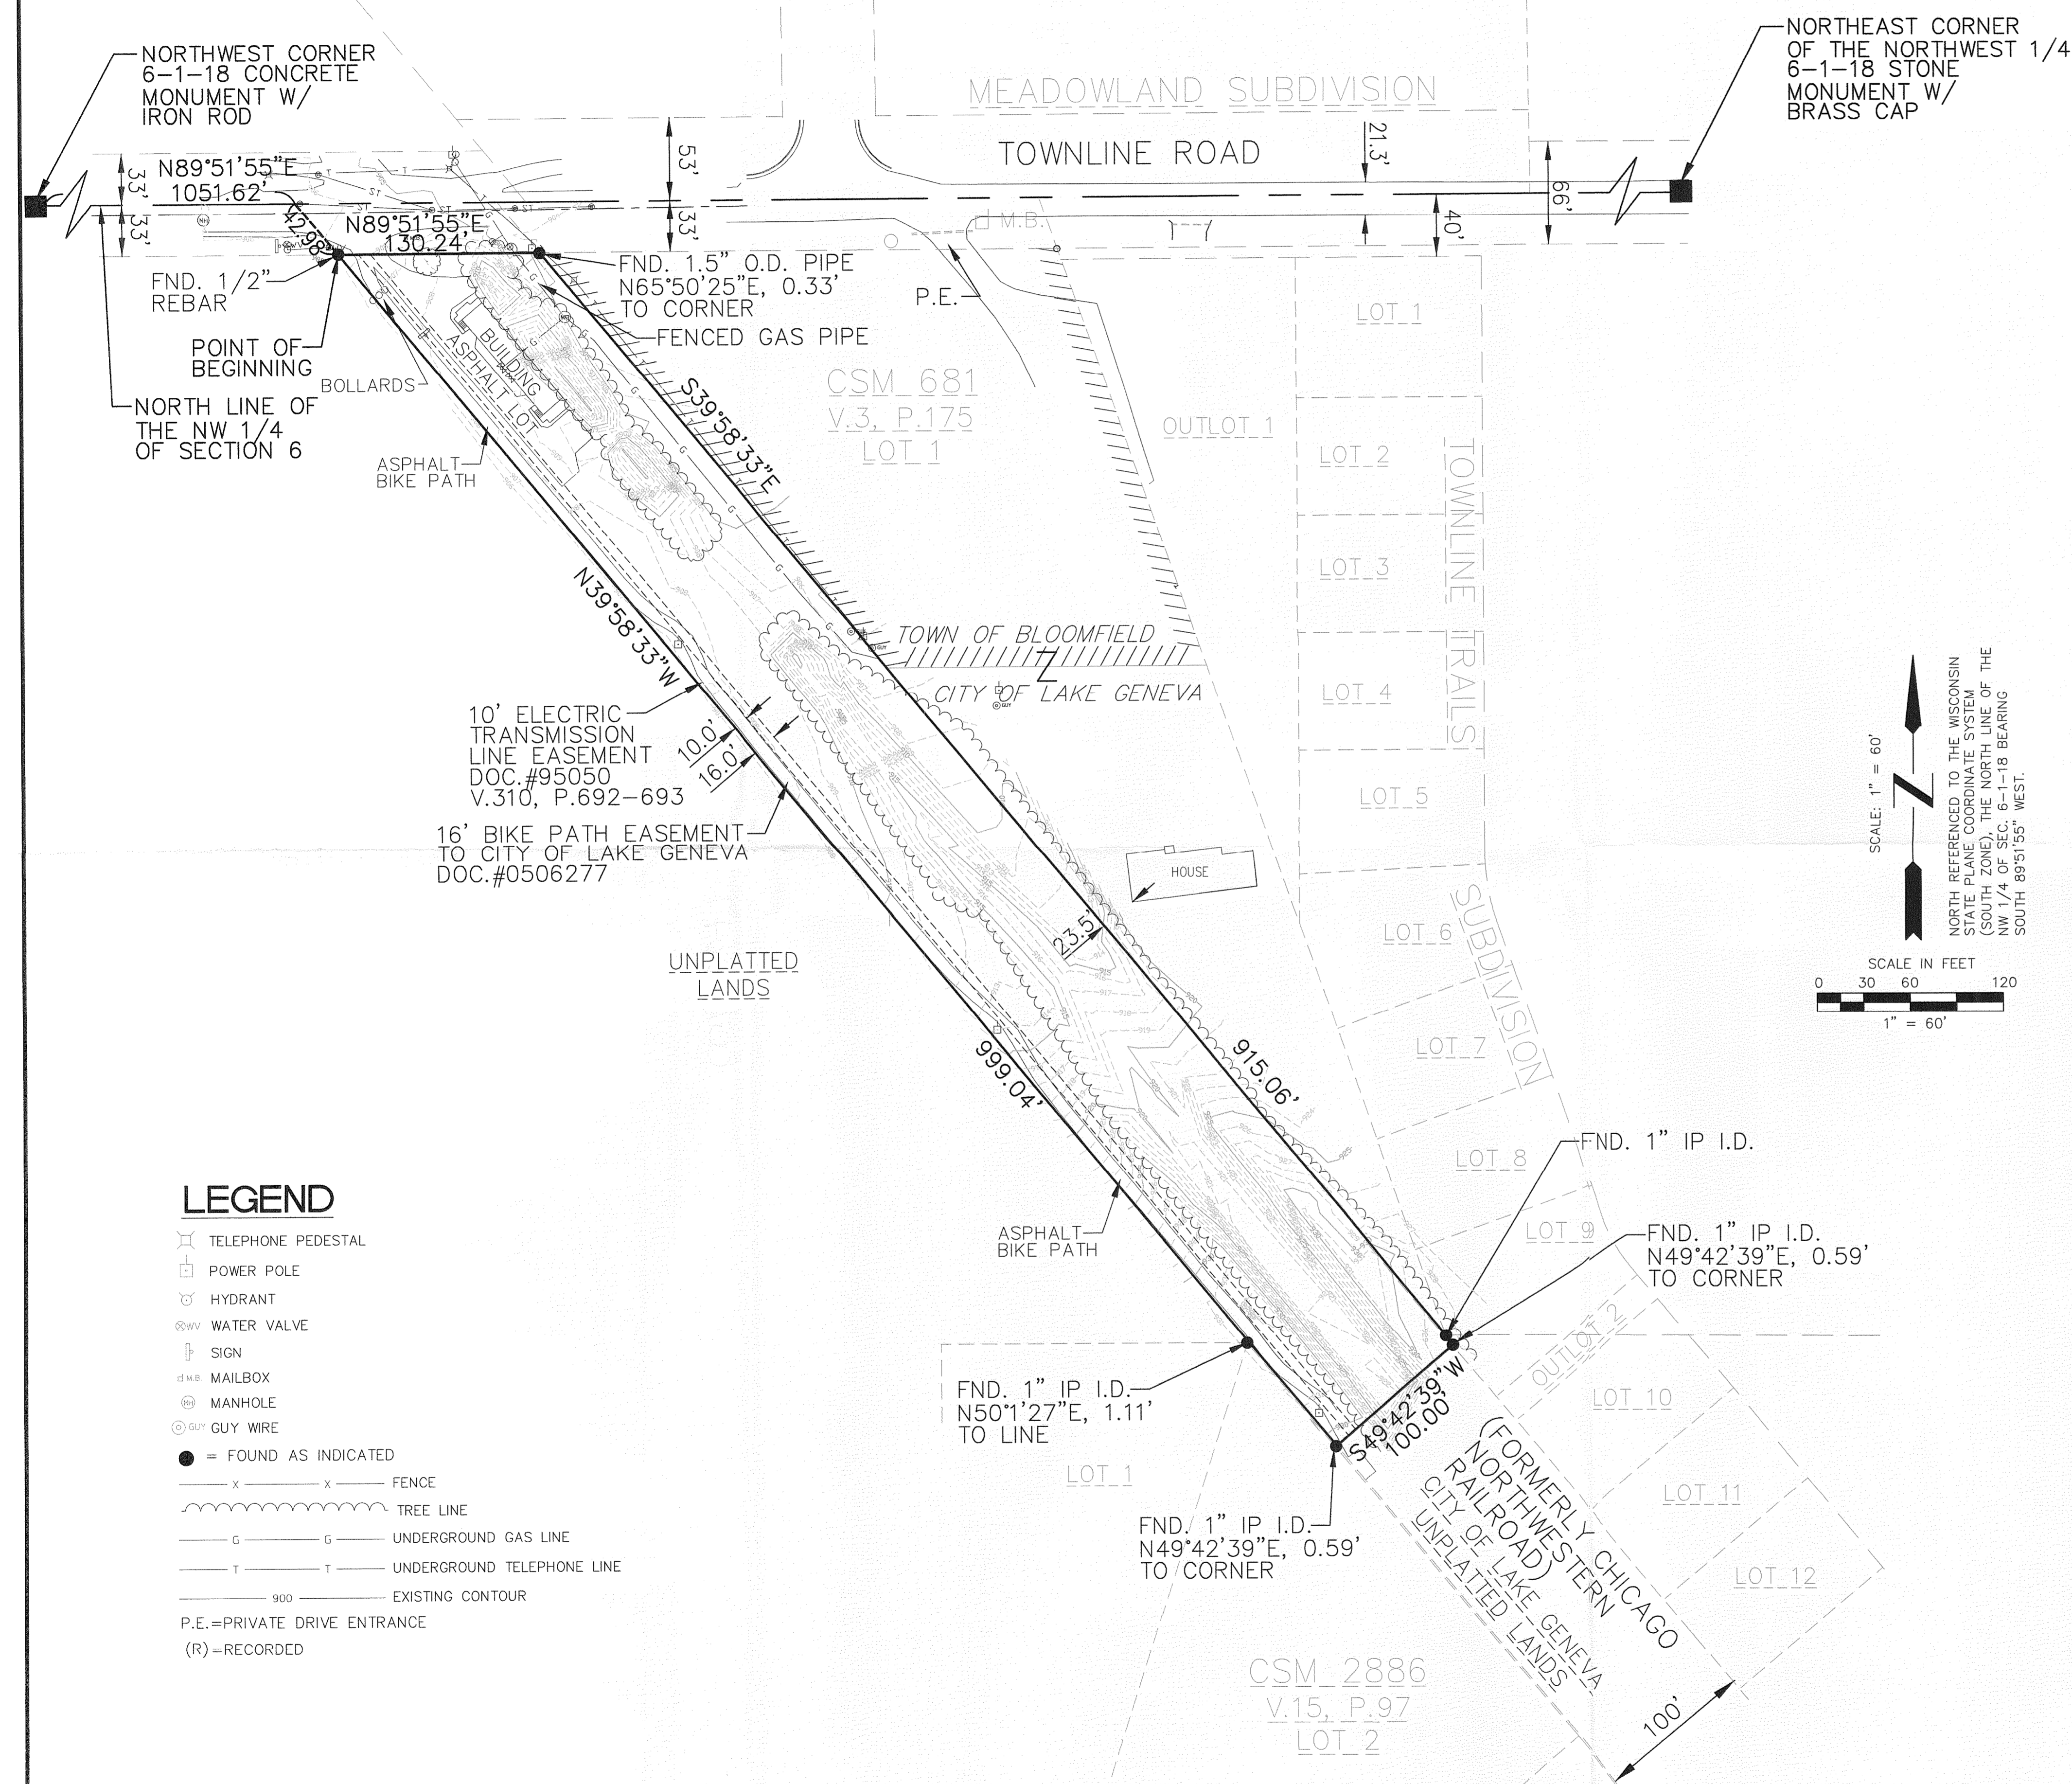 NORTHWEST CORNER
6-1-18 CONCRETE
MONUMENT W/
IRON ROD
NORTHEAST CORNER
OF THE NORTHWEST 1/4
6-1-18 STONE
MONUMENT W/
BRASS CAP
MEADOWLAND SUBDIVISION
TOWNLINE ROAD
53'
33'
21.3'
66'
40'
33'
33'
N89°51'55"E
1051.62'
42.98'
N89°51'55"E
130.24'
M.B.
P.E.
FND. 1/2"
REBAR
FND. 1.5" O.D. PIPE
N65°50'25"E, 0.33'
TO CORNER
FENCED GAS PIPE
POINT OF
BEGINNING
BOLLARDS
NORTH LINE OF
THE NW 1/4
OF SECTION 6
BUILDING
ASPHALT LOT
ASPHALT
BIKE PATH
S39°58'33"E
CSM 681
V.3, P.175
LOT 1
OUTLOT 1
LOT 1
LOT 2
LOT 3
LOT 4
LOT 5
LOT 6
LOT 7
LOT 8
LOT 9
TOWNLINE TRAILS
SUBDIVISION
N39°58'33"W
TOWN OF BLOOMFIELD
CITY OF LAKE GENEVA
GUY
GUY
10' ELECTRIC
TRANSMISSION
LINE EASEMENT
DOC.#95050
V.310, P.692-693
10.0'
16.0'
16' BIKE PATH EASEMENT
TO CITY OF LAKE GENEVA
DOC.#0506277
HOUSE
23.5'
UNPLATTED
LANDS
999.04'
915.06'
SCALE: 1" = 60'
Z
NORTH REFERENCED TO THE WISCONSIN
STATE PLANE COORDINATE SYSTEM
(SOUTH ZONE), THE NORTH LINE OF THE
NW 1/4 OF SEC. 6-1-18 BEARING
SOUTH 89°51'55" WEST.
SCALE IN FEET
0 30 60 120
1" = 60'
FND. 1" IP I.D.
FND. 1" IP I.D.
N49°42'39"E, 0.59'
TO CORNER
ASPHALT
BIKE PATH
FND. 1" IP I.D.
N50°1'27"E, 1.11'
TO LINE
S49°42'39"W
100.00'
LOT 1
FND. 1" IP I.D.
N49°42'39"E, 0.59'
TO CORNER
OUTLOT 2
LOT 10
LOT 11
LOT 12
(FORMERLY CHICAGO
NORTHWESTERN
RAILROAD)
CITY OF LAKE GENEVA
UNPLATTED LANDS
100'
CSM 2886
V.15, P.97
LOT 2
LEGEND
TELEPHONE PEDESTAL
POWER POLE
HYDRANT
WV WATER VALVE
SIGN
M.B. MAILBOX
MH MANHOLE
GUY GUY WIRE
= FOUND AS INDICATED
X X FENCE
TREE LINE
G G UNDERGROUND GAS LINE
T T UNDERGROUND TELEPHONE LINE
900 EXISTING CONTOUR
P.E.=PRIVATE DRIVE ENTRANCE
(R)=RECORDED